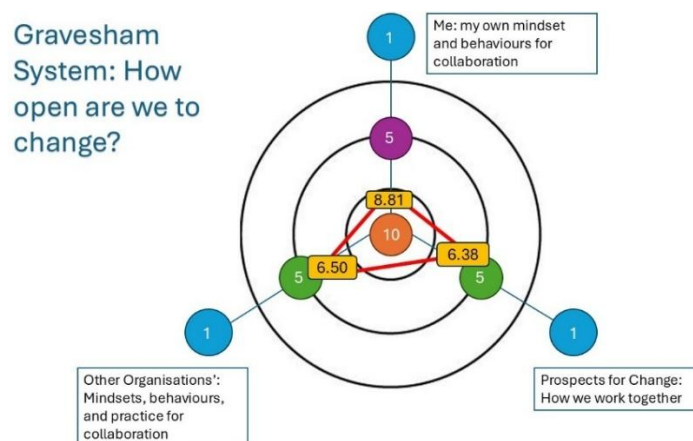 Gravesham
System: How
open are we to
change?
1
Me: my own mindset
and behaviours for
collaboration
5
8.81
10
6.50
6.38
5
5
1
1
Other Organisations':
Mindsets, behaviours,
and practice for
collaboration
Prospects for Change:
How we work together